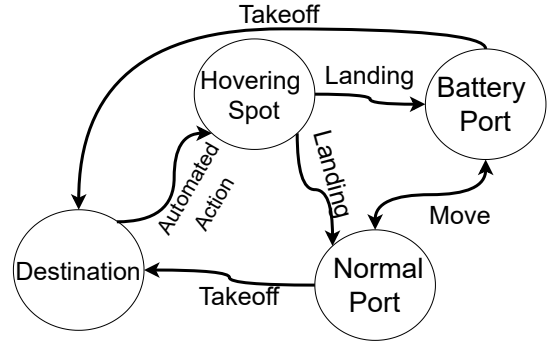 Takeoff
Hovering
Spot
Landing
Battery
Port
Landing
Automated
Action
Move
Destination
Takeoff
Normal
Port